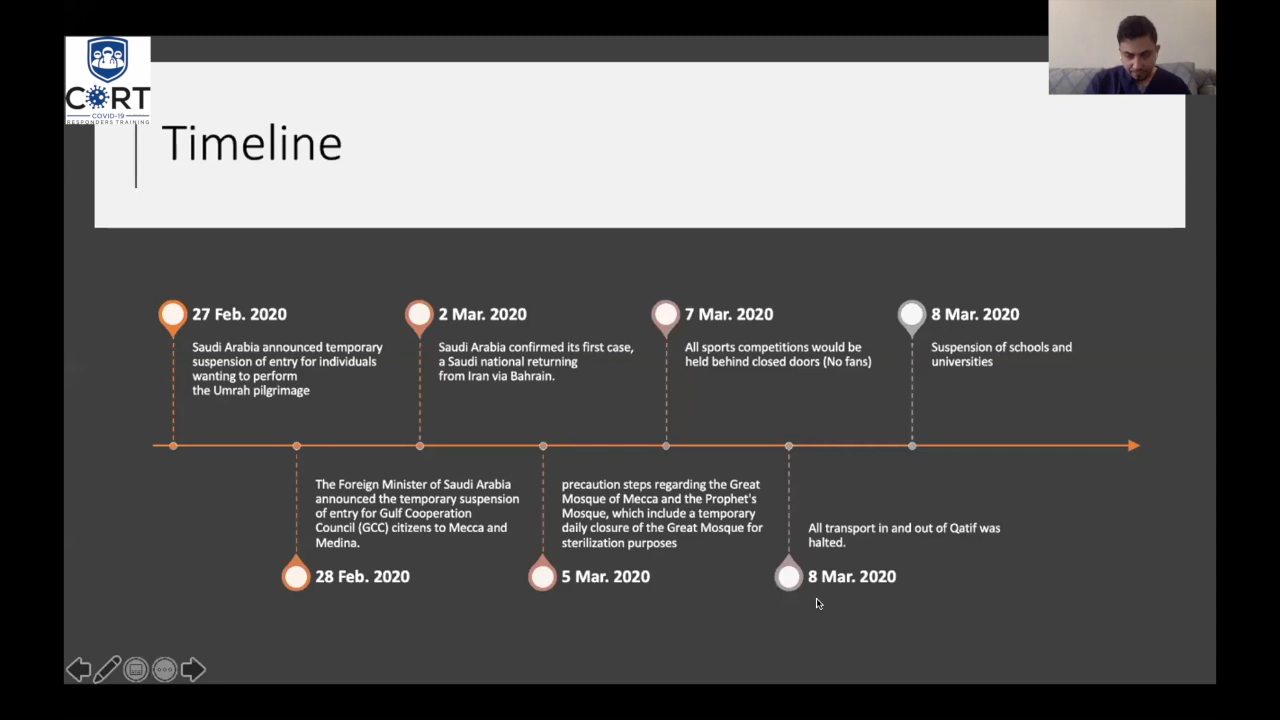 CORT
COVID-19
RESPONDERS TRAINING
Timeline
27 Feb. 2020
Saudi Arabia announced temporary
suspension of entry for individuals
wanting to perform
the Umrah pilgrimage
2 Mar. 2020
Saudi Arabia confirmed its first case,
a Saudi national returning
from Iran via Bahrain.
7 Mar. 2020
All sports competitions would be
held behind closed doors (No fans)
8 Mar. 2020
Suspension of schools and
universities
The Foreign Minister of Saudi Arabia
announced the temporary suspension
of entry for Gulf Cooperation
Council (GCC) citizens to Mecca and
Medina.
28 Feb. 2020
precaution steps regarding the Great
Mosque of Mecca and the Prophet's
Mosque, which include a temporary
daily closure of the Great Mosque for
sterilization purposes
5 Mar. 2020
All transport in and out of Qatif was
halted.
8 Mar. 2020